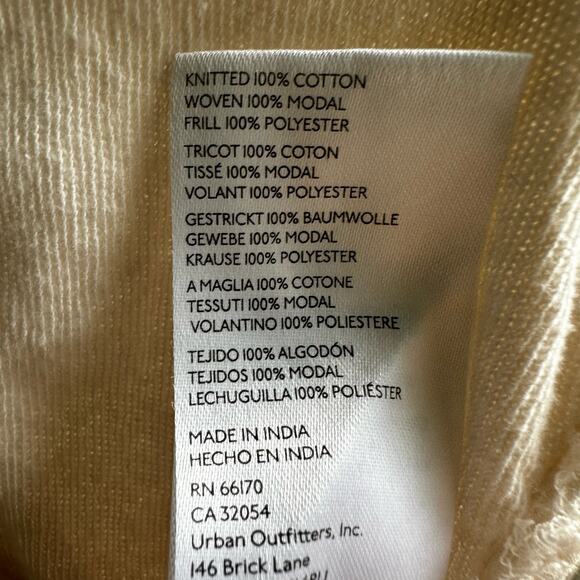 KNITTED 100% COTTON
WOVEN 100% MODAL
FRILL 100% POLYESTER
TRICOT 100% COTON
TISSÉ 100% MODAL
VOLANT 100% POLYESTER
GESTRICKT 100% BAUMWOLLE
GEWEBE 100% MODAL
KRAUSE 100% POLYESTER
A MAGLIA 100% COTONE
TESSUTI 100% MODAL
VOLANTINO 100% POLIESTERE
TEJIDO 100% ALGODÓN
TEJIDOS 100% MODAL
LECHUGUILLA 100% POLIÉSTER
MADE IN INDIA
HECHO EN INDIA
RN 66170
CA 32054
Urban Outfitters, Inc.
146 Brick Lane